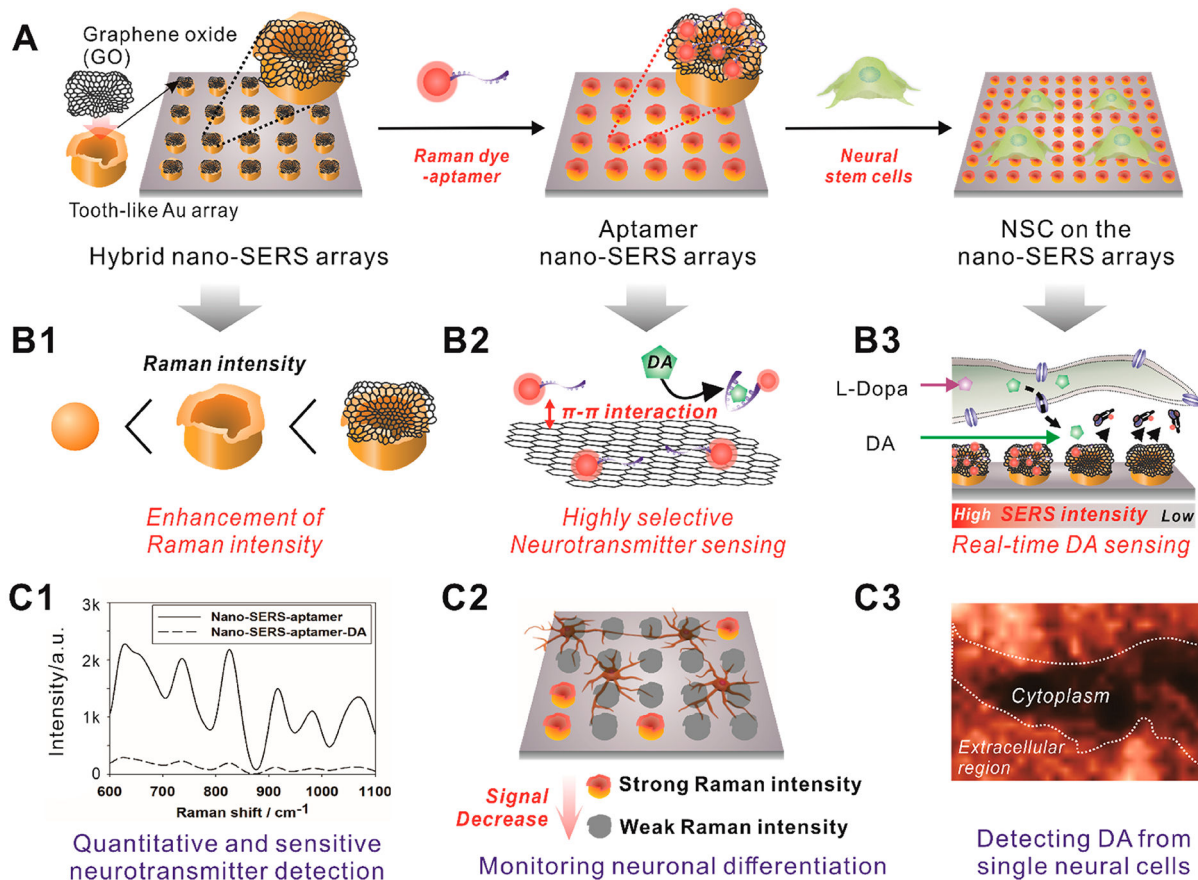 A
Graphene oxide
(GO)
Tooth-like Au array
Raman dye
-aptamer
Neural
stem cells
Hybrid nano-SERS arrays
Aptamer
nano-SERS arrays
NSC on the
nano-SERS arrays
B1
Raman intensity
Enhancement of
Raman intensity
B2
DA
π-π interaction
Highly selective
Neurotransmitter sensing
B3
L-Dopa
DA
High SERS intensity Low
Real-time DA sensing
C1
3k
2k
1k
0
Intensity/a.u.
Nano-SERS-aptamer
Nano-SERS-aptamer-DA
600 700 800 900 1000 1100
Raman shift / cm-1
Quantitative and sensitive
neurotransmitter detection
C2
Signal
Decrease
Strong Raman intensity
Weak Raman intensity
Monitoring neuronal differentiation
C3
Cytoplasm
Extracellular
region
Detecting DA from
single neural cells